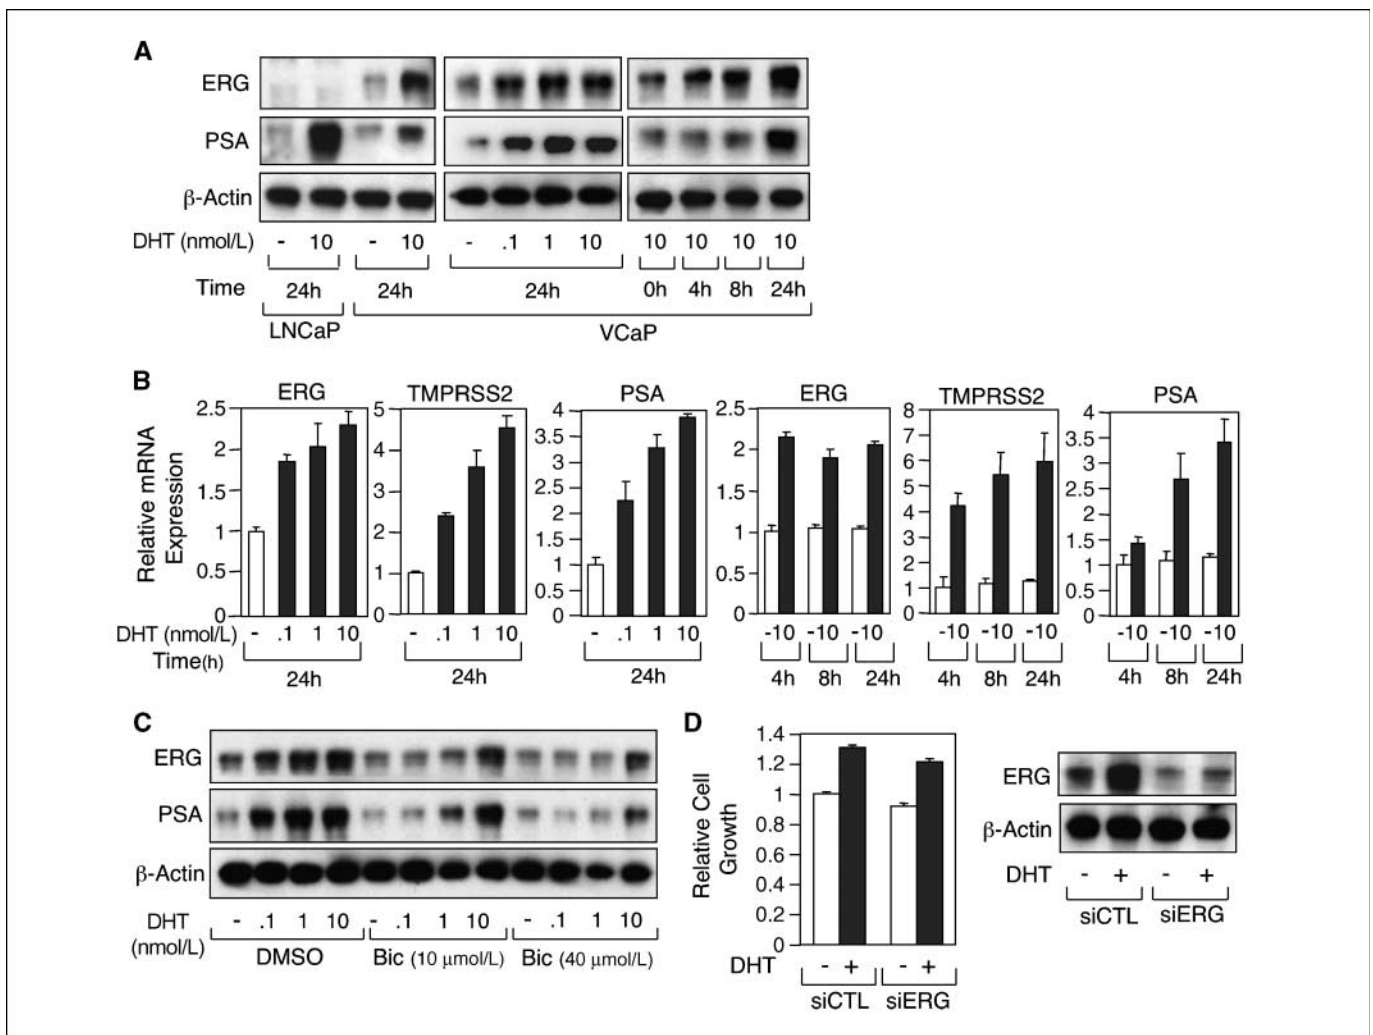 A
ERG
PSA
β-Actin
DHT (nmol/L) - 10 - 10 - .1 1 10 10 10 10 10
Time 24h 24h 24h 0h 4h 8h 24h
LNCaP VCaP
B
ERG TMPRSS2 PSA ERG TMPRSS2 PSA
Relative mRNA
Expression
2.5
2
1.5
1
0.5
0
5
4
3
2
1
0
4
3.5
3
2.5
2
1.5
1
0.5
0
2.5
2
1.5
1
0.5
0
8
7
6
5
4
3
2
1
0
4
3.5
3
2.5
2
1.5
1
0.5
0
DHT (nmol/L) - .1 1 10 - .1 1 10 - .1 1 10 -10 -10 -10 -10 -10 -10 -10 -10 -10
Time(h) 24h 24h 24h 4h 8h 24h 4h 8h 24h 4h 8h 24h
C
ERG
PSA
β-Actin
DHT - .1 1 10 - .1 1 10 - .1 1 10
(nmol/L) DMSO Bic (10 μmol/L) Bic (40 μmol/L)
D
Relative Cell
Growth
1.4
1.2
1
0.8
0.6
0.4
0.2
0
DHT - + - +
siCTL siERG
ERG
β-Actin
DHT - + - +
siCTL siERG